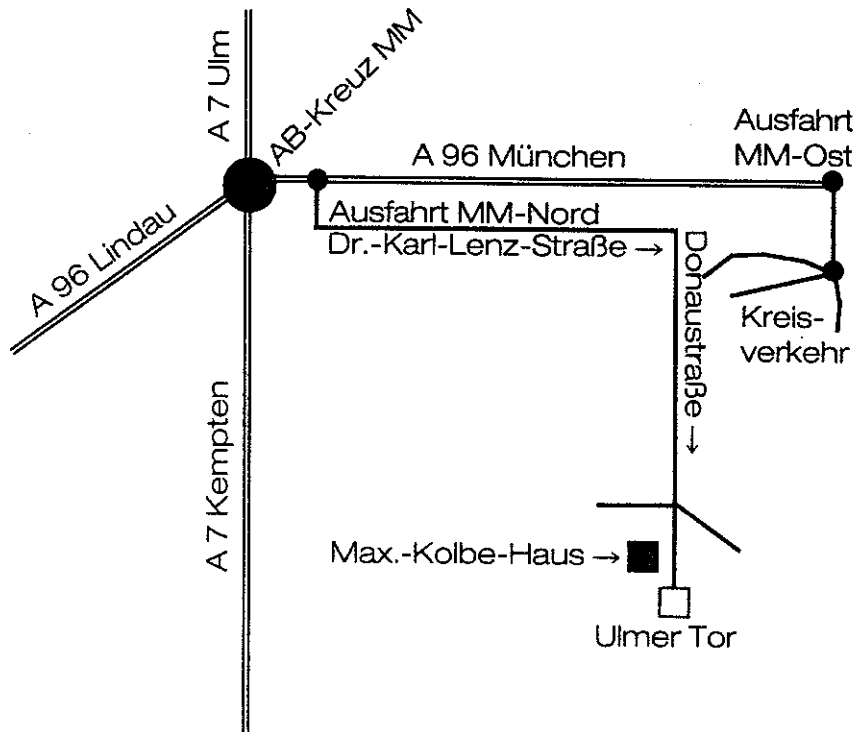 A 7 Ulm
AB-Kreuz MM
A 96 München
Ausfahrt
MM-Ost
A 96 Lindau
Ausfahrt MM-Nord
Dr.-Karl-Lenz-Straße →
Donaustraße →
Kreis-
verkehr
A 7 Kempten
Max.-Kolbe-Haus →
Ulmer Tor